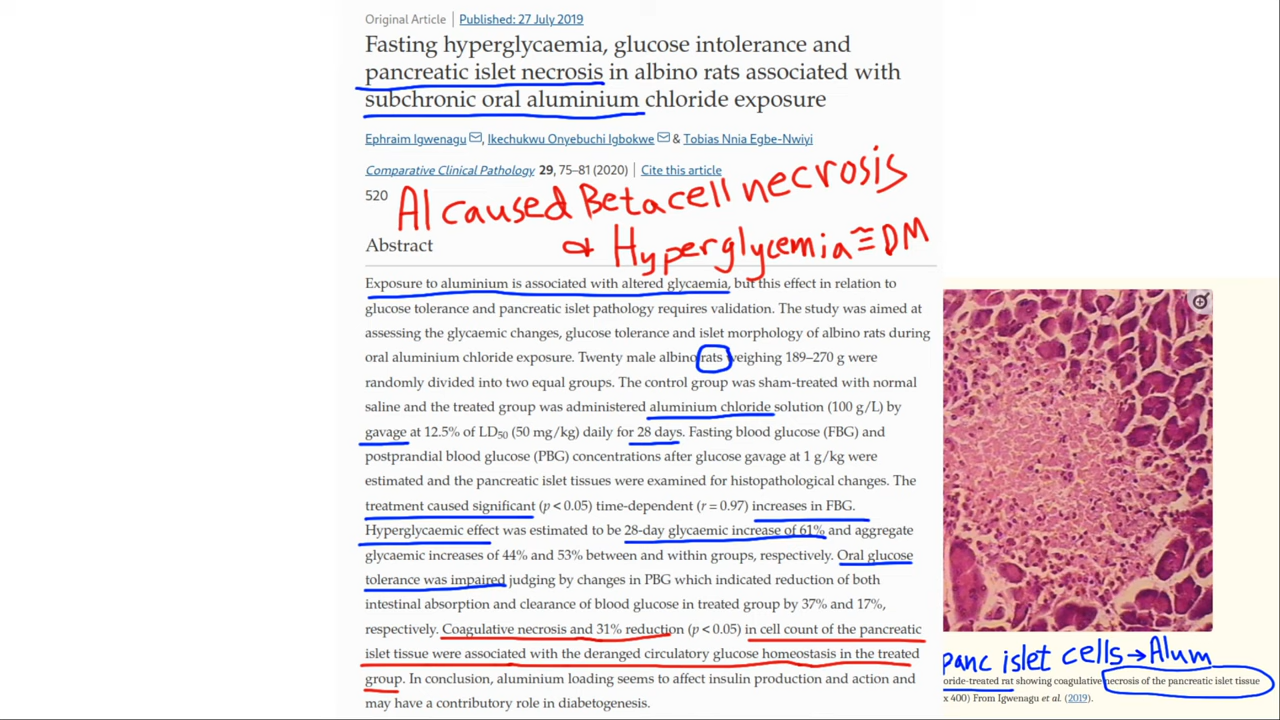 Original Article | Published: 27 July 2019
Fasting hyperglycaemia, glucose intolerance and
pancreatic islet necrosis in albino rats associated with
subchronic oral aluminium chloride exposure
Ephraim Igwenagu, Ikechukwu Onyebuchi Igbokwe & Tobias Nnia Egbe-Nwiyi
Comparative Clinical Pathology 29, 75–81 (2020) | Cite this article
520
Al caused Beta cell necrosis
& Hyperglycemia ≅ DM
Abstract
Exposure to aluminium is associated with altered glycaemia, but this effect in relation to
glucose tolerance and pancreatic islet pathology requires validation. The study was aimed at
assessing the glycaemic changes, glucose tolerance and islet morphology of albino rats during
oral aluminium chloride exposure. Twenty male albino rats weighing 189–270 g were
randomly divided into two equal groups. The control group was sham-treated with normal
saline and the treated group was administered aluminium chloride solution (100 g/L) by
gavage at 12.5% of LD50 (50 mg/kg) daily for 28 days. Fasting blood glucose (FBG) and
postprandial blood glucose (PBG) concentrations after glucose gavage at 1 g/kg were
estimated and the pancreatic islet tissues were examined for histopathological changes. The
treatment caused significant (p < 0.05) time-dependent (r = 0.97) increases in FBG.
Hyperglycaemic effect was estimated to be 28-day glycaemic increase of 61% and aggregate
glycaemic increases of 44% and 53% between and within groups, respectively. Oral glucose
tolerance was impaired judging by changes in PBG which indicated reduction of both
intestinal absorption and clearance of blood glucose in treated group by 37% and 17%,
respectively. Coagulative necrosis and 31% reduction (p < 0.05) in cell count of the pancreatic
islet tissue were associated with the deranged circulatory glucose homeostasis in the treated
group. In conclusion, aluminium loading seems to affect insulin production and action and
may have a contributory role in diabetogenesis.
panc islet cells → Alum
oride-treated rat showing coagulative necrosis of the pancreatic islet tissue
x 400) From Igwenagu et al. (2019).